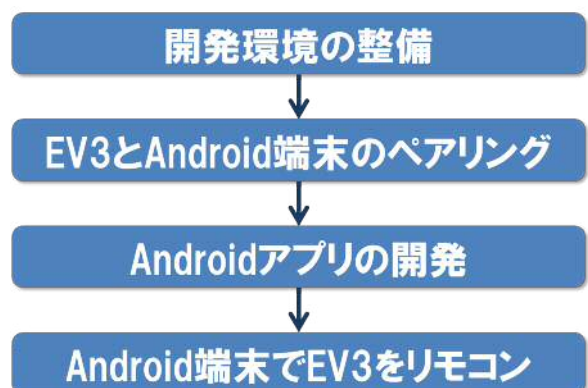 開発環境の整備
EV3とAndroid端末のペアリング
Androidアプリの開発
Android端末でEV3をリモコン